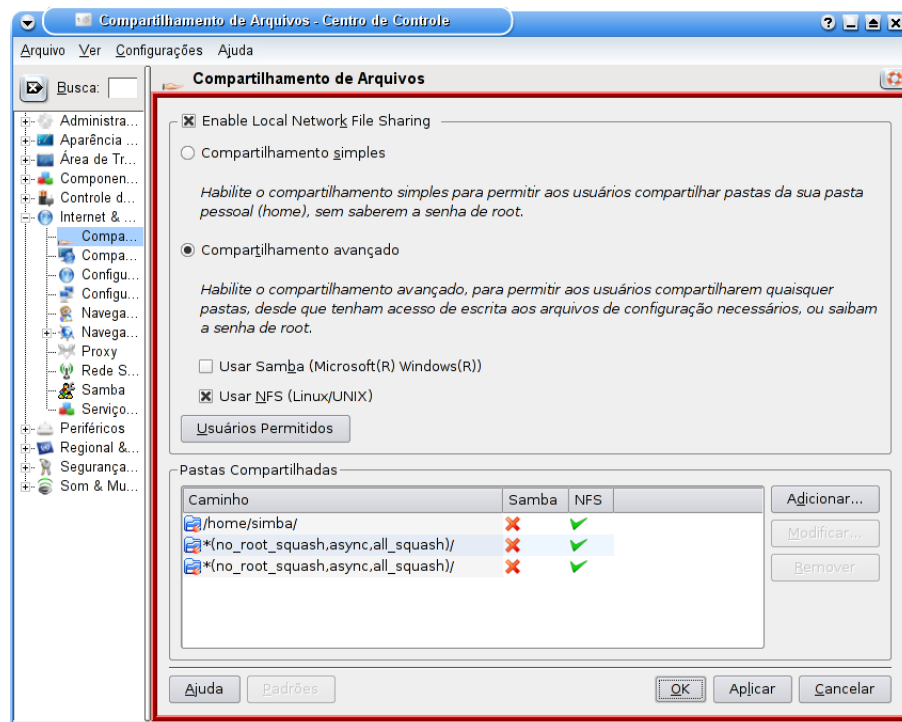 Compartilhamento de Arquivos - Centro de Controle
Arquivo Ver Configurações Ajuda
Busca:
Compartilhamento de Arquivos
Administra...
Aparência ...
Área de Tr...
Componen...
Controle d...
Internet & ...
Compa...
Compa...
Configu...
Configu...
Navega...
Navega...
Proxy
Rede S...
Samba
Serviço...
Periféricos
Regional &...
Segurança...
Som & Mu...
Enable Local Network File Sharing
Compartilhamento simples
Habilite o compartilhamento simples para permitir aos usuários compartilhar pastas da sua pasta
pessoal (home), sem saberem a senha de root.
Compartilhamento avançado
Habilite o compartilhamento avançado, para permitir aos usuários compartilharem quaisquer
pastas, desde que tenham acesso de escrita aos arquivos de configuração necessários, ou saibam
a senha de root.
Usar Samba (Microsoft(R) Windows(R))
Usar NFS (Linux/UNIX)
Usuários Permitidos
Pastas Compartilhadas
Caminho Samba NFS
/home/simba/
*(no_root_squash,async,all_squash)/
*(no_root_squash,async,all_squash)/
Adicionar...
Modificar...
Remover
Ajuda Padrões OK Aplicar Cancelar